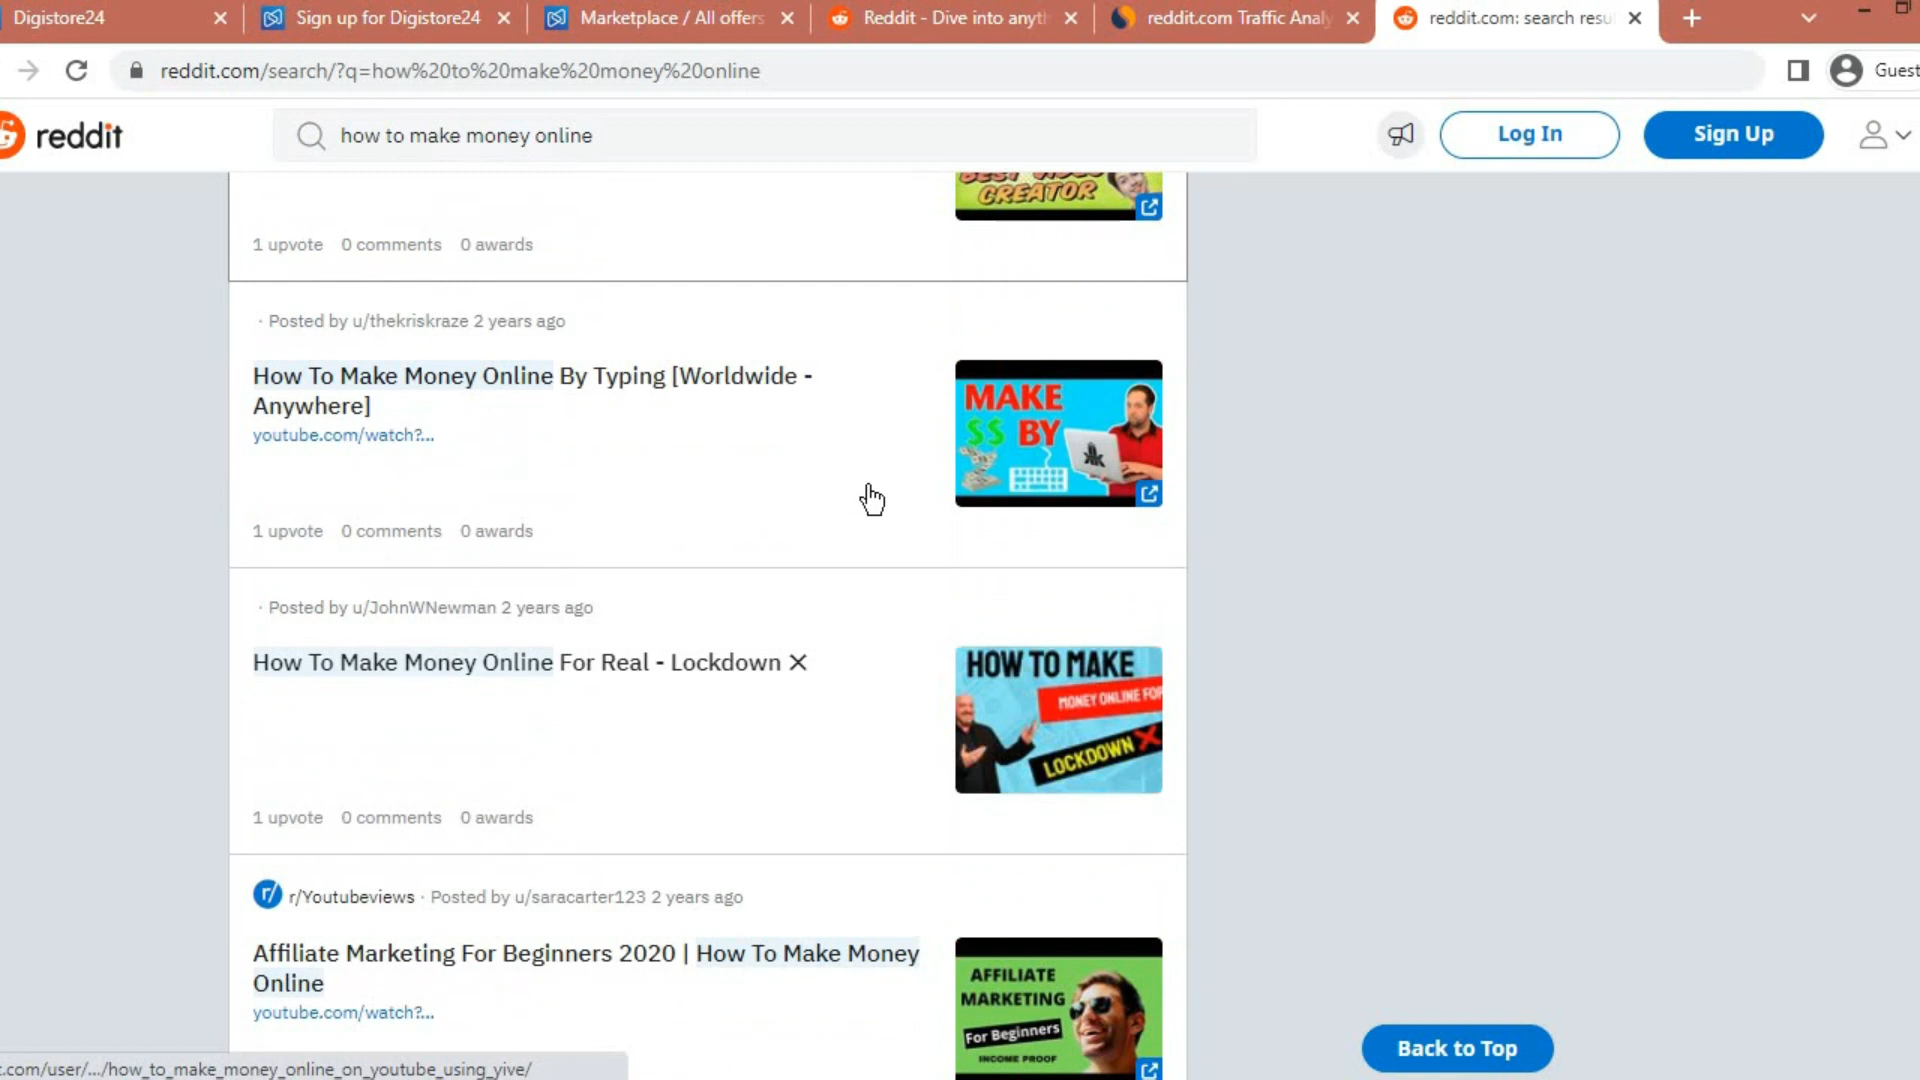 Digistore24
Sign up for Digistore24
Marketplace / All offers
Reddit - Dive into anyth
reddit.com Traffic Analy
reddit.com: search resu
reddit.com/search/?q=how%20to%20make%20money%20online
Guest
reddit
how to make money online
Log In
Sign Up
BEST VIDEO
CREATOR
1 upvote 0 comments 0 awards
· Posted by u/thekriskraze 2 years ago
How To Make Money Online By Typing [Worldwide -
Anywhere]
youtube.com/watch?...
MAKE
$$ BY
1 upvote 0 comments 0 awards
· Posted by u/JohnWNewman 2 years ago
How To Make Money Online For Real - Lockdown X
HOW TO MAKE
MONEY ONLINE FOR
LOCKDOWN
1 upvote 0 comments 0 awards
r/Youtubeviews · Posted by u/saracarter123 2 years ago
Affiliate Marketing For Beginners 2020 | How To Make Money
Online
youtube.com/watch?...
AFFILIATE
MARKETING
For Beginners
INCOME PROOF
Back to Top
t.com/user/.../how_to_make_money_online_on_youtube_using_yive/